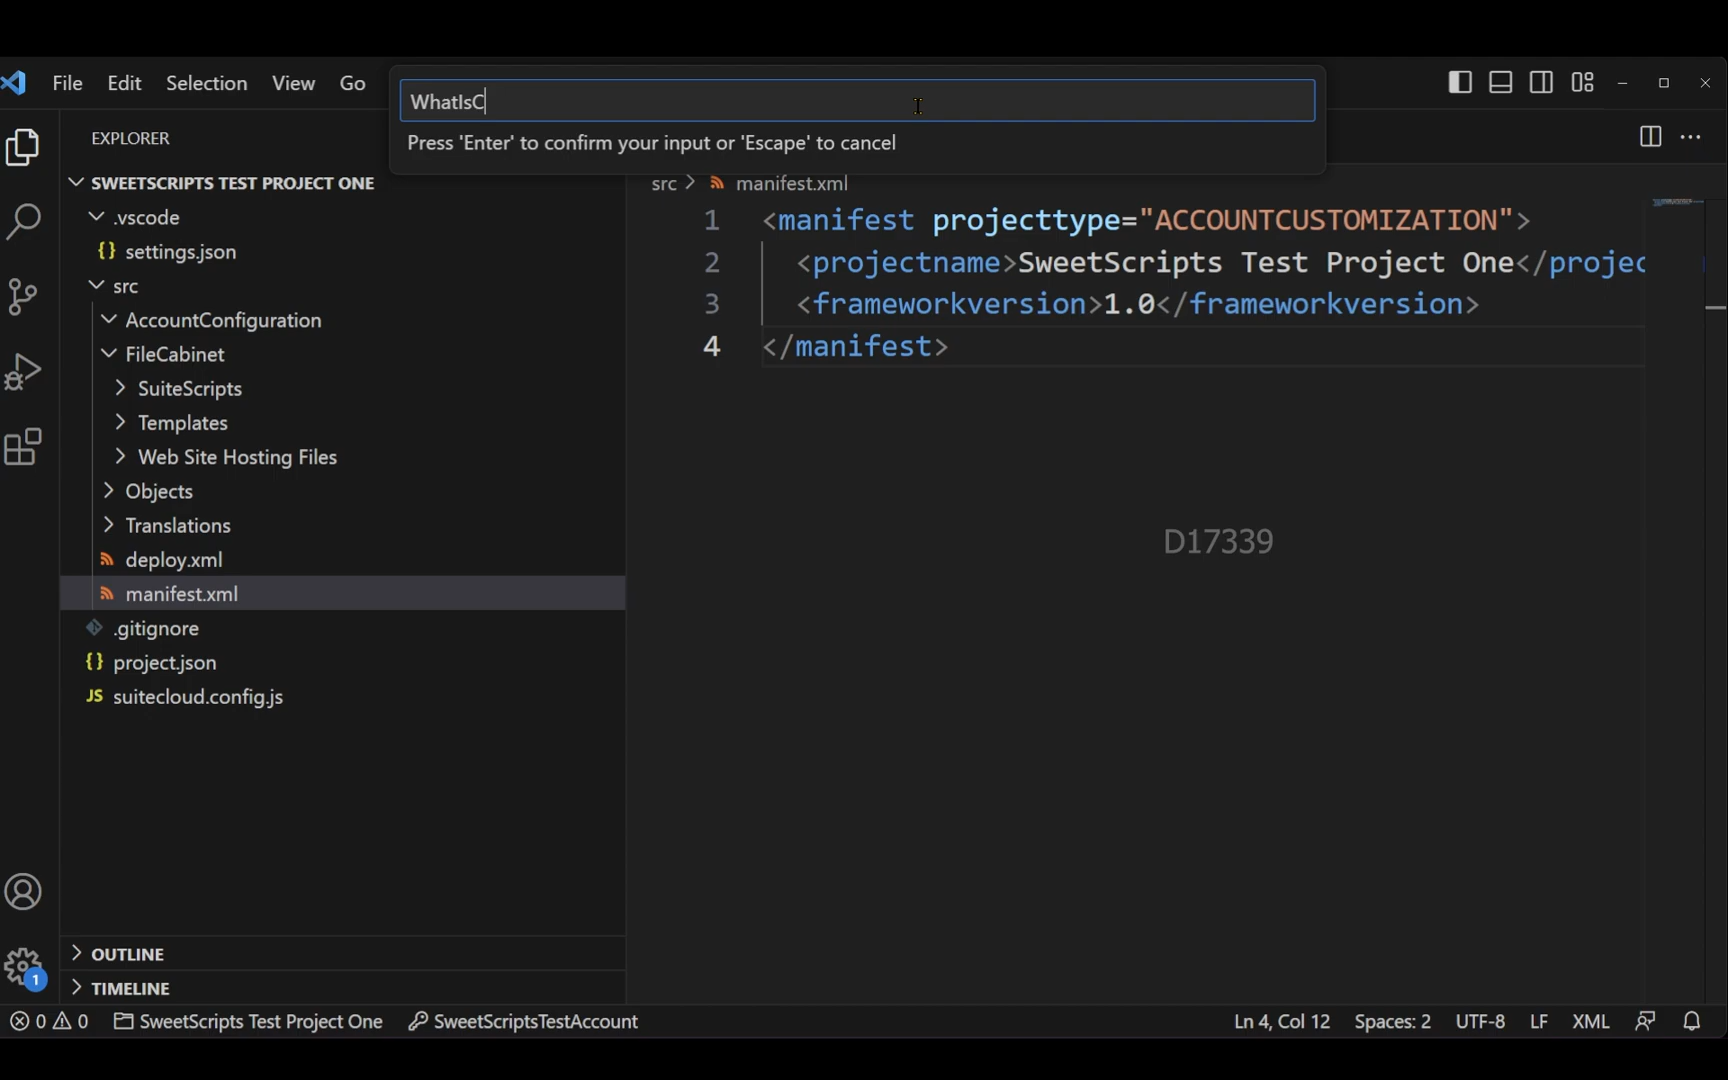 File Edit Selection View Go
WhatIsC
Press 'Enter' to confirm your input or 'Escape' to cancel
EXPLORER
SWEETSCRIPTS TEST PROJECT ONE
.vscode
{} settings.json
src
AccountConfiguration
FileCabinet
SuiteScripts
Templates
Web Site Hosting Files
Objects
Translations
deploy.xml
manifest.xml
.gitignore
{} project.json
JS suitecloud.config.js
OUTLINE
TIMELINE
1
src > manifest.xml
1 <manifest projecttype="ACCOUNTCUSTOMIZATION">
2 <projectname>SweetScripts Test Project One</projec
3 <frameworkversion>1.0</frameworkversion>
4 </manifest>
D17339
0 0 SweetScripts Test Project One SweetScriptsTestAccount Ln 4, Col 12 Spaces: 2 UTF-8 LF XML